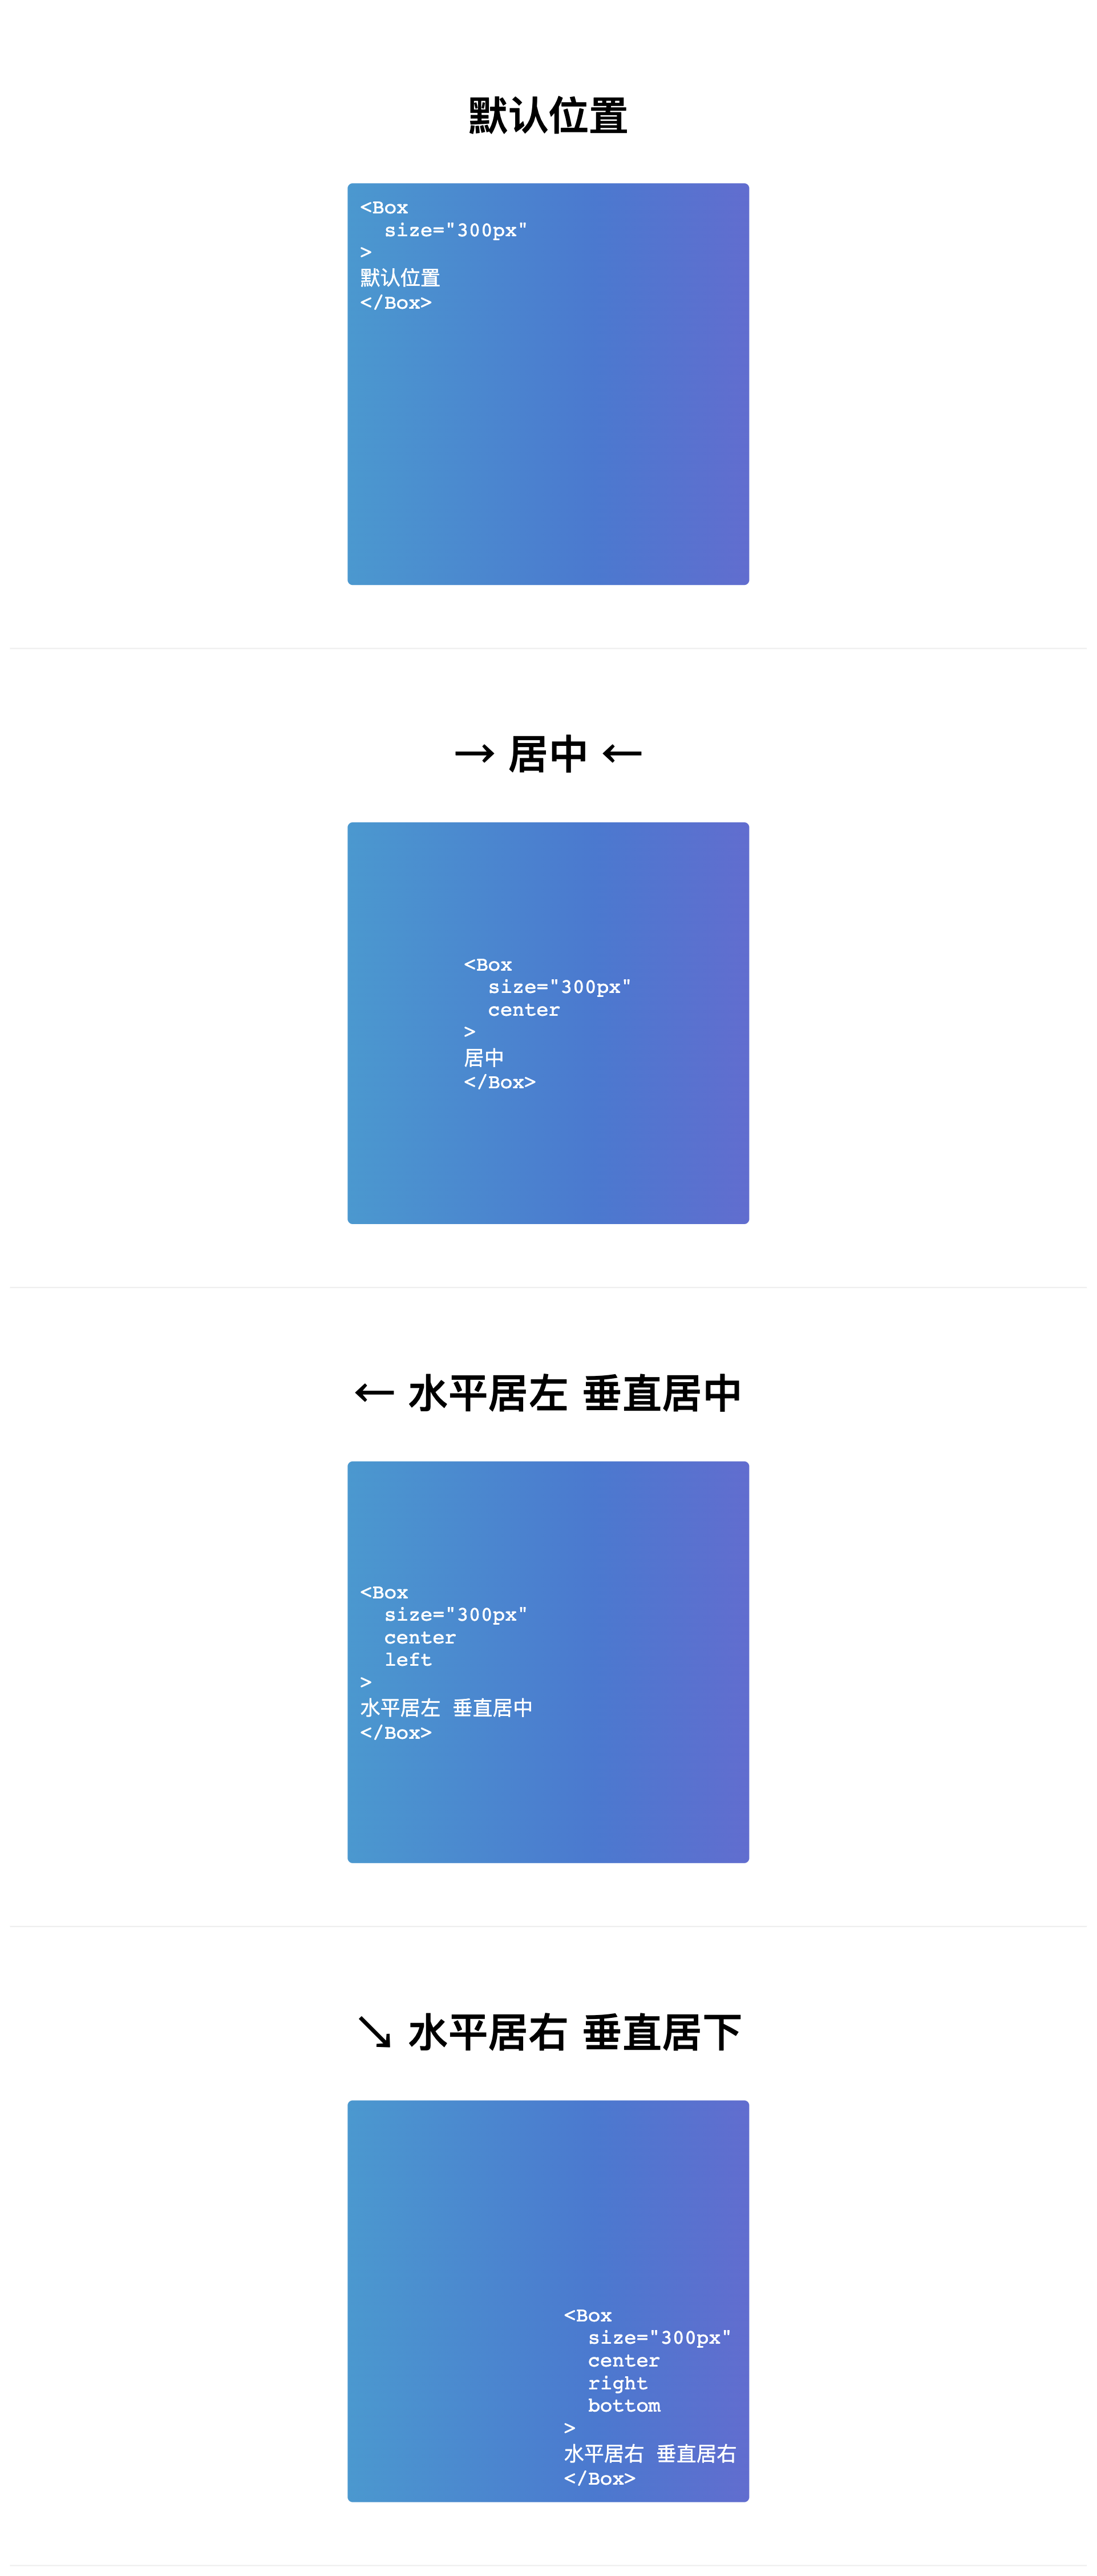 默认位置
<Box
  size="300px"
>
默认位置
</Box>
→ 居中 ←
<Box
  size="300px"
  center
>
居中
</Box>
← 水平居左 垂直居中
<Box
  size="300px"
  center
  left
>
水平居左 垂直居中
</Box>
↘ 水平居右 垂直居下
<Box
  size="300px"
  center
  right
  bottom
>
水平居右 垂直居右
</Box>